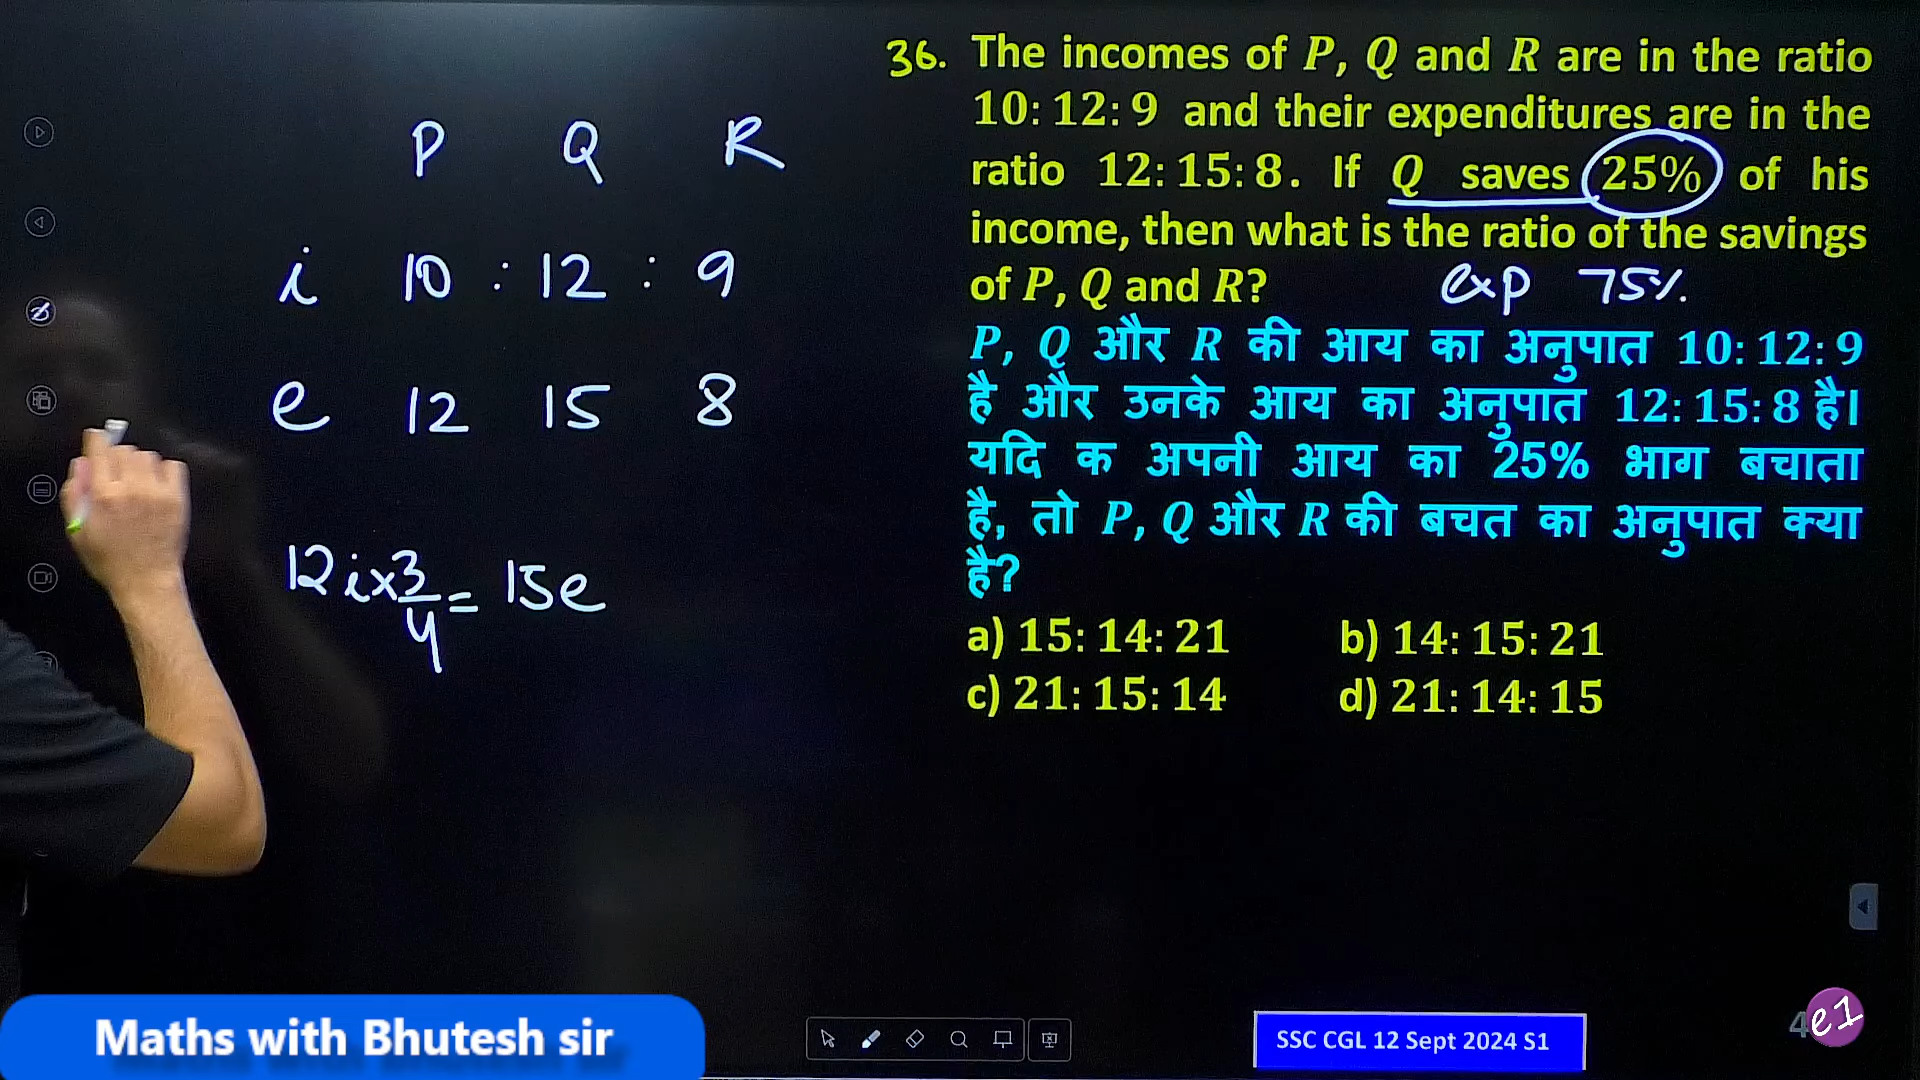 P Q R
i 10 : 12 : 9
e 12 15 8
12i×3/4 = 15e
36. The incomes of P, Q and R are in the ratio
10: 12: 9 and their expenditures are in the
ratio 12: 15: 8. If Q saves 25% of his
income, then what is the ratio of the savings
of P, Q and R?
exp 75%.
P, Q और R की आय का अनुपात 10: 12: 9
है और उनके आय का अनुपात 12: 15: 8 है।
यदि क अपनी आय का 25% भाग बचाता
है, तो P, Q और R की बचत का अनुपात क्या
है?
a) 15: 14: 21 b) 14: 15: 21
c) 21: 15: 14 d) 21: 14: 15
Maths with Bhutesh sir
SSC CGL 12 Sept 2024 S1
4
e1